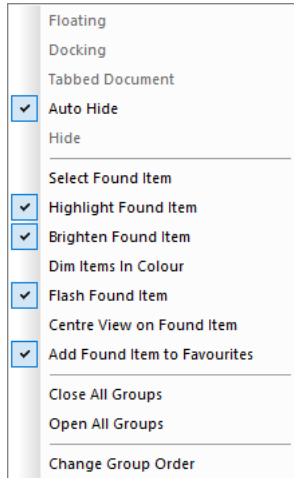 Floating
Docking
Tabbed Document
Auto Hide
Hide
Select Found Item
Highlight Found Item
Brighten Found Item
Dim Items In Colour
Flash Found Item
Centre View on Found Item
Add Found Item to Favourites
Close All Groups
Open All Groups
Change Group Order